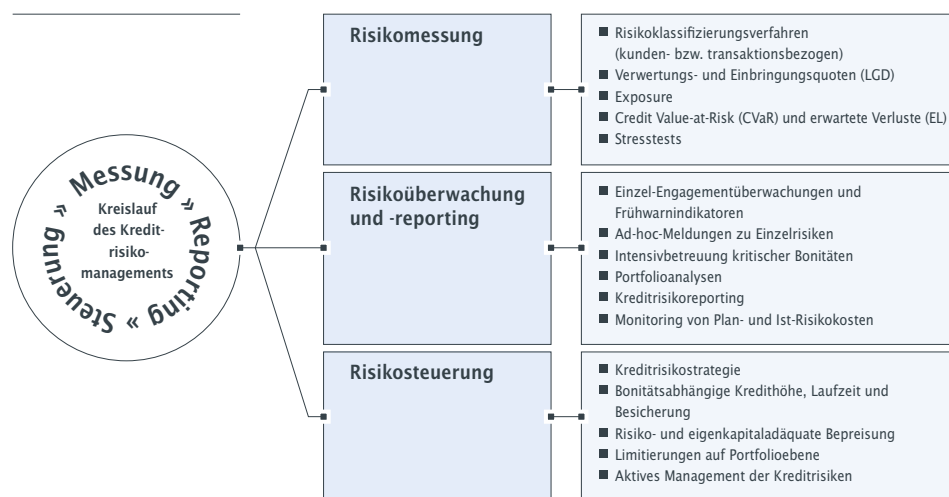 Messung » Reporting » Steuerung »
Kreislauf
des Kredit-
risiko-
managements
Risikomessung
■ Risikoklassifizierungsverfahren
(kunden- bzw. transaktionsbezogen)
■ Verwertungs- und Einbringungsquoten (LGD)
■ Exposure
■ Credit Value-at-Risk (CVaR) und erwartete Verluste (EL)
■ Stresstests
Risikoüberwachung
und -reporting
■ Einzel-Engagementüberwachungen und
Frühwarnindikatoren
■ Ad-hoc-Meldungen zu Einzelrisiken
■ Intensivbetreuung kritischer Bonitäten
■ Portfolioanalysen
■ Kreditrisikoreporting
■ Monitoring von Plan- und Ist-Risikokosten
Risikosteuerung
■ Kreditrisikostrategie
■ Bonitätsabhängige Kredithöhe, Laufzeit und
Besicherung
■ Risiko- und eigenkapitaladäquate Bepreisung
■ Limitierungen auf Portfolioebene
■ Aktives Management der Kreditrisiken